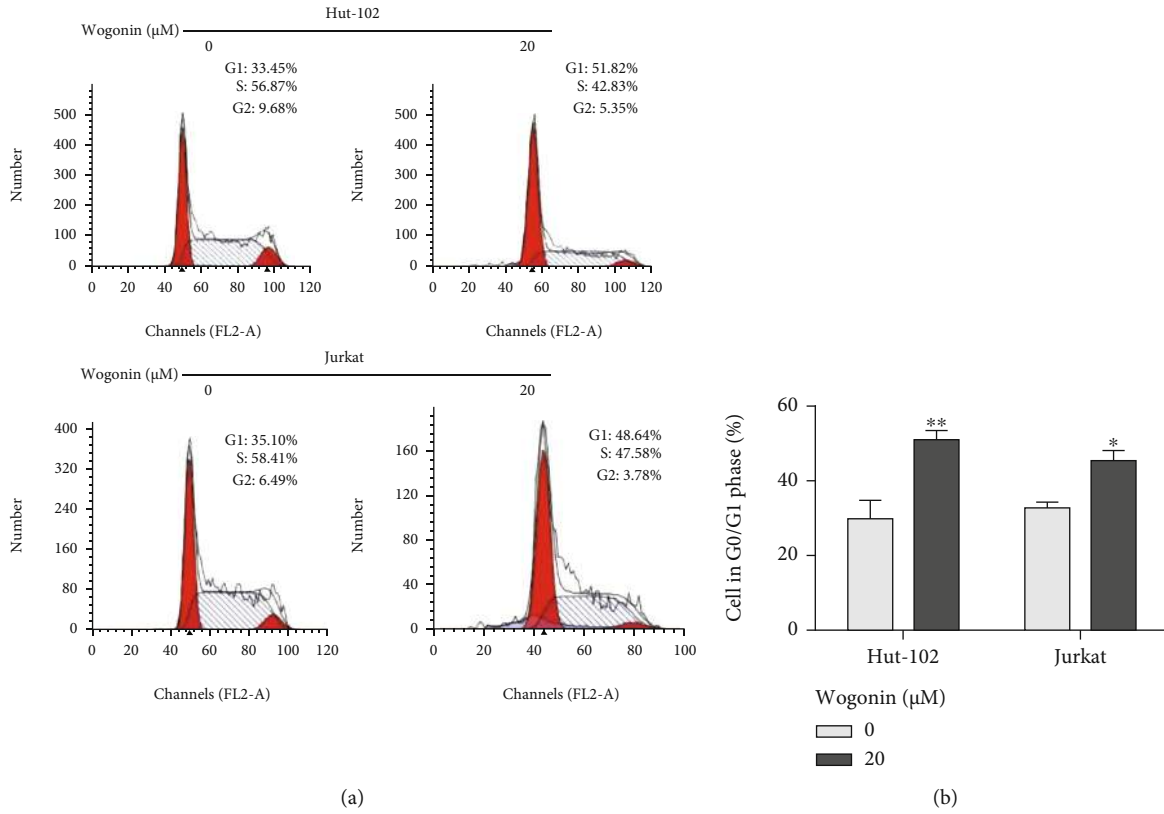 Hut-102
Wogonin (μM)
0 20
G1: 33.45%
S: 56.87%
G2: 9.68%
G1: 51.82%
S: 42.83%
G2: 5.35%
Number
500
400
300
200
100
0
0 20 40 60 80 100 120
Channels (FL2-A)
Number
500
400
300
200
100
0
0 20 40 60 80 100 120
Channels (FL2-A)
Jurkat
Wogonin (μM)
0 20
G1: 35.10%
S: 58.41%
G2: 6.49%
G1: 48.64%
S: 47.58%
G2: 3.78%
Number
400
320
240
160
80
0
0 20 40 60 80 100 120
Channels (FL2-A)
Number
160
120
80
40
0
0 20 40 60 80 100
Channels (FL2-A)
(a)
Cell in G0/G1 phase (%)
60
40
20
0
**
*
Hut-102 Jurkat
Wogonin (μM)
0
20
(b)